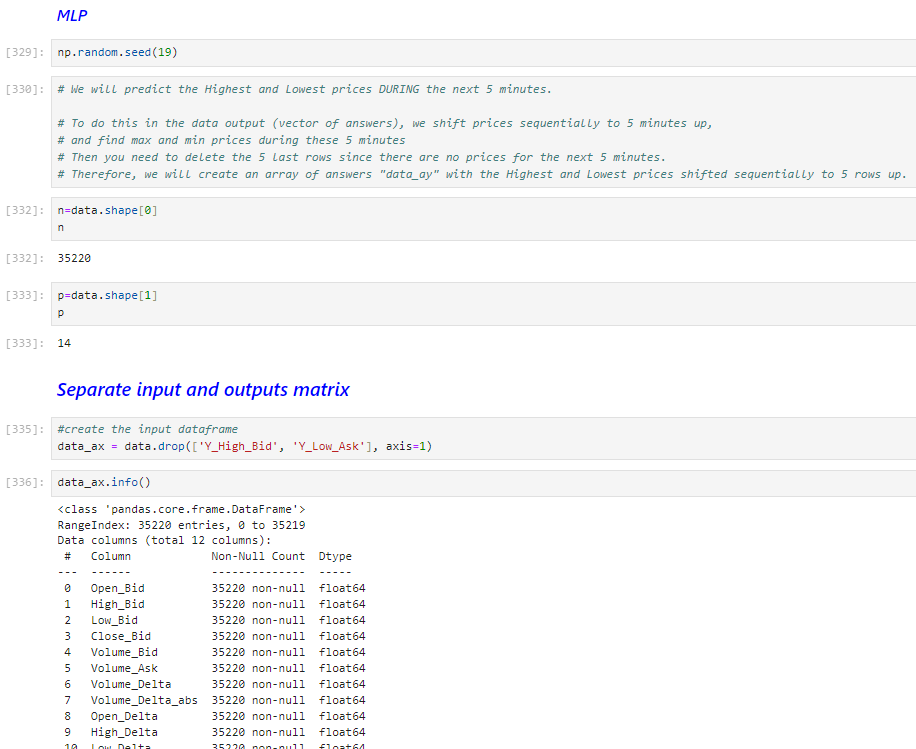 MLP
[329]: np.random.seed(19)
[330]: # We will predict the Highest and Lowest prices DURING the next 5 minutes.
# To do this in the data output (vector of answers), we shift prices sequentially to 5 minutes up,
# and find max and min prices during these 5 minutes
# Then you need to delete the 5 last rows since there are no prices for the next 5 minutes.
# Therefore, we will create an array of answers "data_ay" with the Highest and Lowest prices shifted sequentially to 5 rows up.
[332]: n=data.shape[0]
n
[332]: 35220
[333]: p=data.shape[1]
p
[333]: 14
Separate input and outputs matrix
[335]: #create the input dataframe
data_ax = data.drop(['Y_High_Bid', 'Y_Low_Ask'], axis=1)
[336]: data_ax.info()
<class 'pandas.core.frame.DataFrame'>
RangeIndex: 35220 entries, 0 to 35219
Data columns (total 12 columns):
# Column Non-Null Count Dtype
--- ------ -------------- -----
0 Open_Bid 35220 non-null float64
1 High_Bid 35220 non-null float64
2 Low_Bid 35220 non-null float64
3 Close_Bid 35220 non-null float64
4 Volume_Bid 35220 non-null float64
5 Volume_Ask 35220 non-null float64
6 Volume_Delta 35220 non-null float64
7 Volume_Delta_abs 35220 non-null float64
8 Open_Delta 35220 non-null float64
9 High_Delta 35220 non-null float64
10 Low_Delta 35220 non-null float64